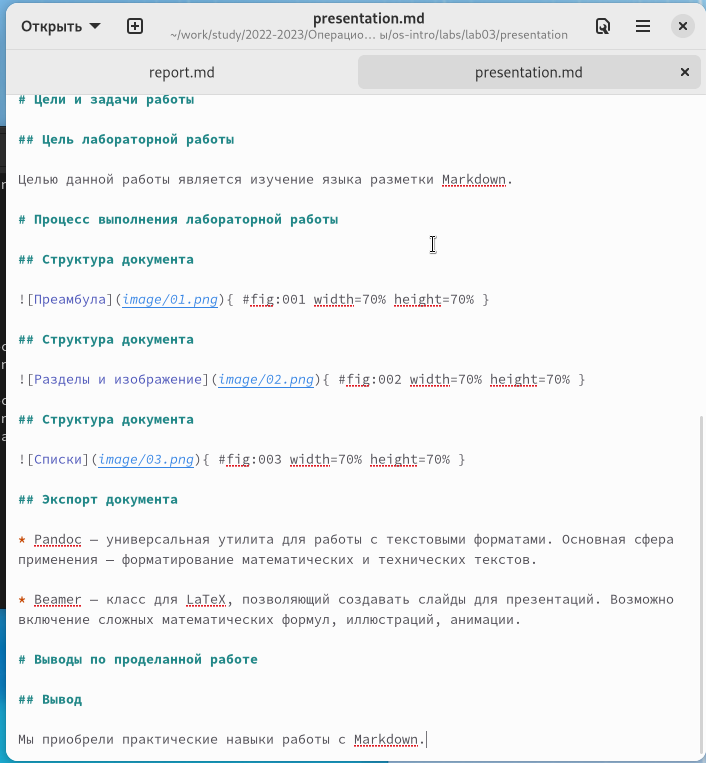 Открыть
presentation.md
~/work/study/2022-2023/Операцио… ы/os-intro/labs/lab03/presentation
report.md
presentation.md
# Цели и задачи работы
## Цель лабораторной работы
Целью данной работы является изучение языка разметки Markdown.
# Процесс выполнения лабораторной работы
## Структура документа
![Преамбула](image/01.png){ #fig:001 width=70% height=70% }
## Структура документа
![Разделы и изображение](image/02.png){ #fig:002 width=70% height=70% }
## Структура документа
![Списки](image/03.png){ #fig:003 width=70% height=70% }
## Экспорт документа
* Pandoc — универсальная утилита для работы с текстовыми форматами. Основная сфера
применения — форматирование математических и технических текстов.
* Beamer — класс для LaTeX, позволяющий создавать слайды для презентаций. Возможно
включение сложных математических формул, иллюстраций, анимации.
# Выводы по проделанной работе
## Вывод
Мы приобрели практические навыки работы с Markdown.